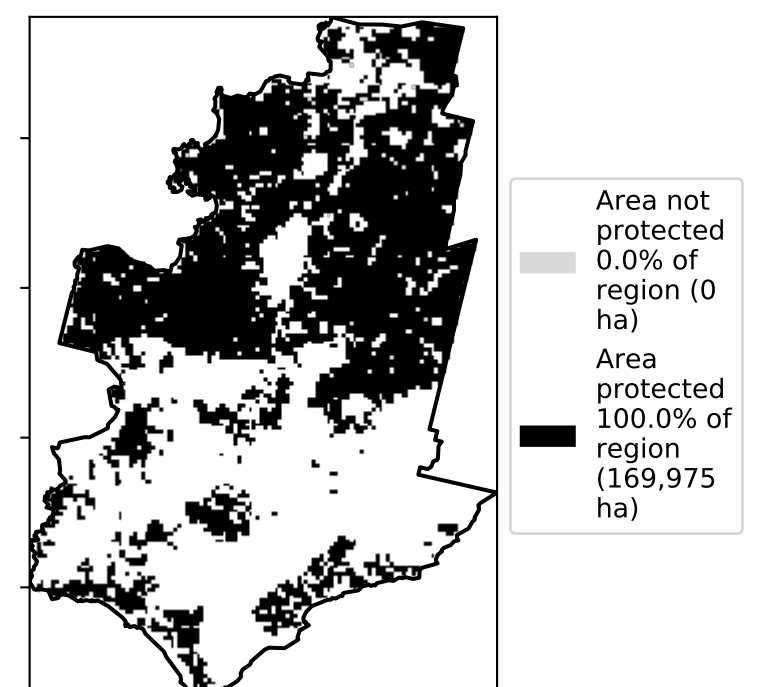 Area not
protected
0.0% of
region (0
ha)
Area
protected
100.0% of
region
(169,975
ha)